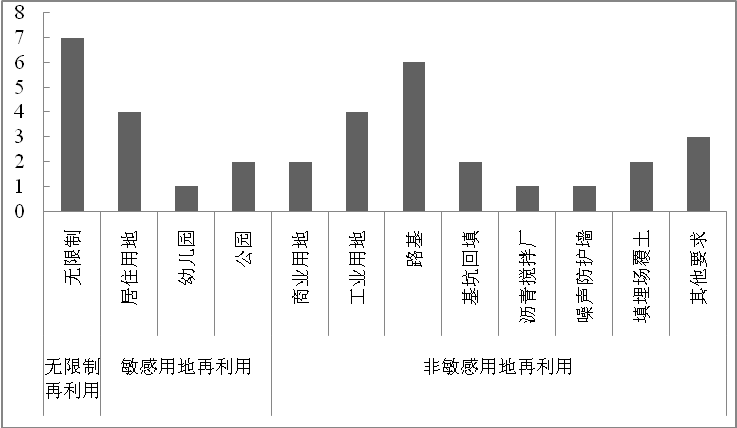 8
7
6
5
4
3
2
1
0
无限制
居住用地
幼儿园
公园
商业用地
工业用地
路基
基坑回填
沥青搅拌厂
噪声防护墙
填埋场覆土
其他要求
无限制
再利用
敏感用地再利用
非敏感用地再利用